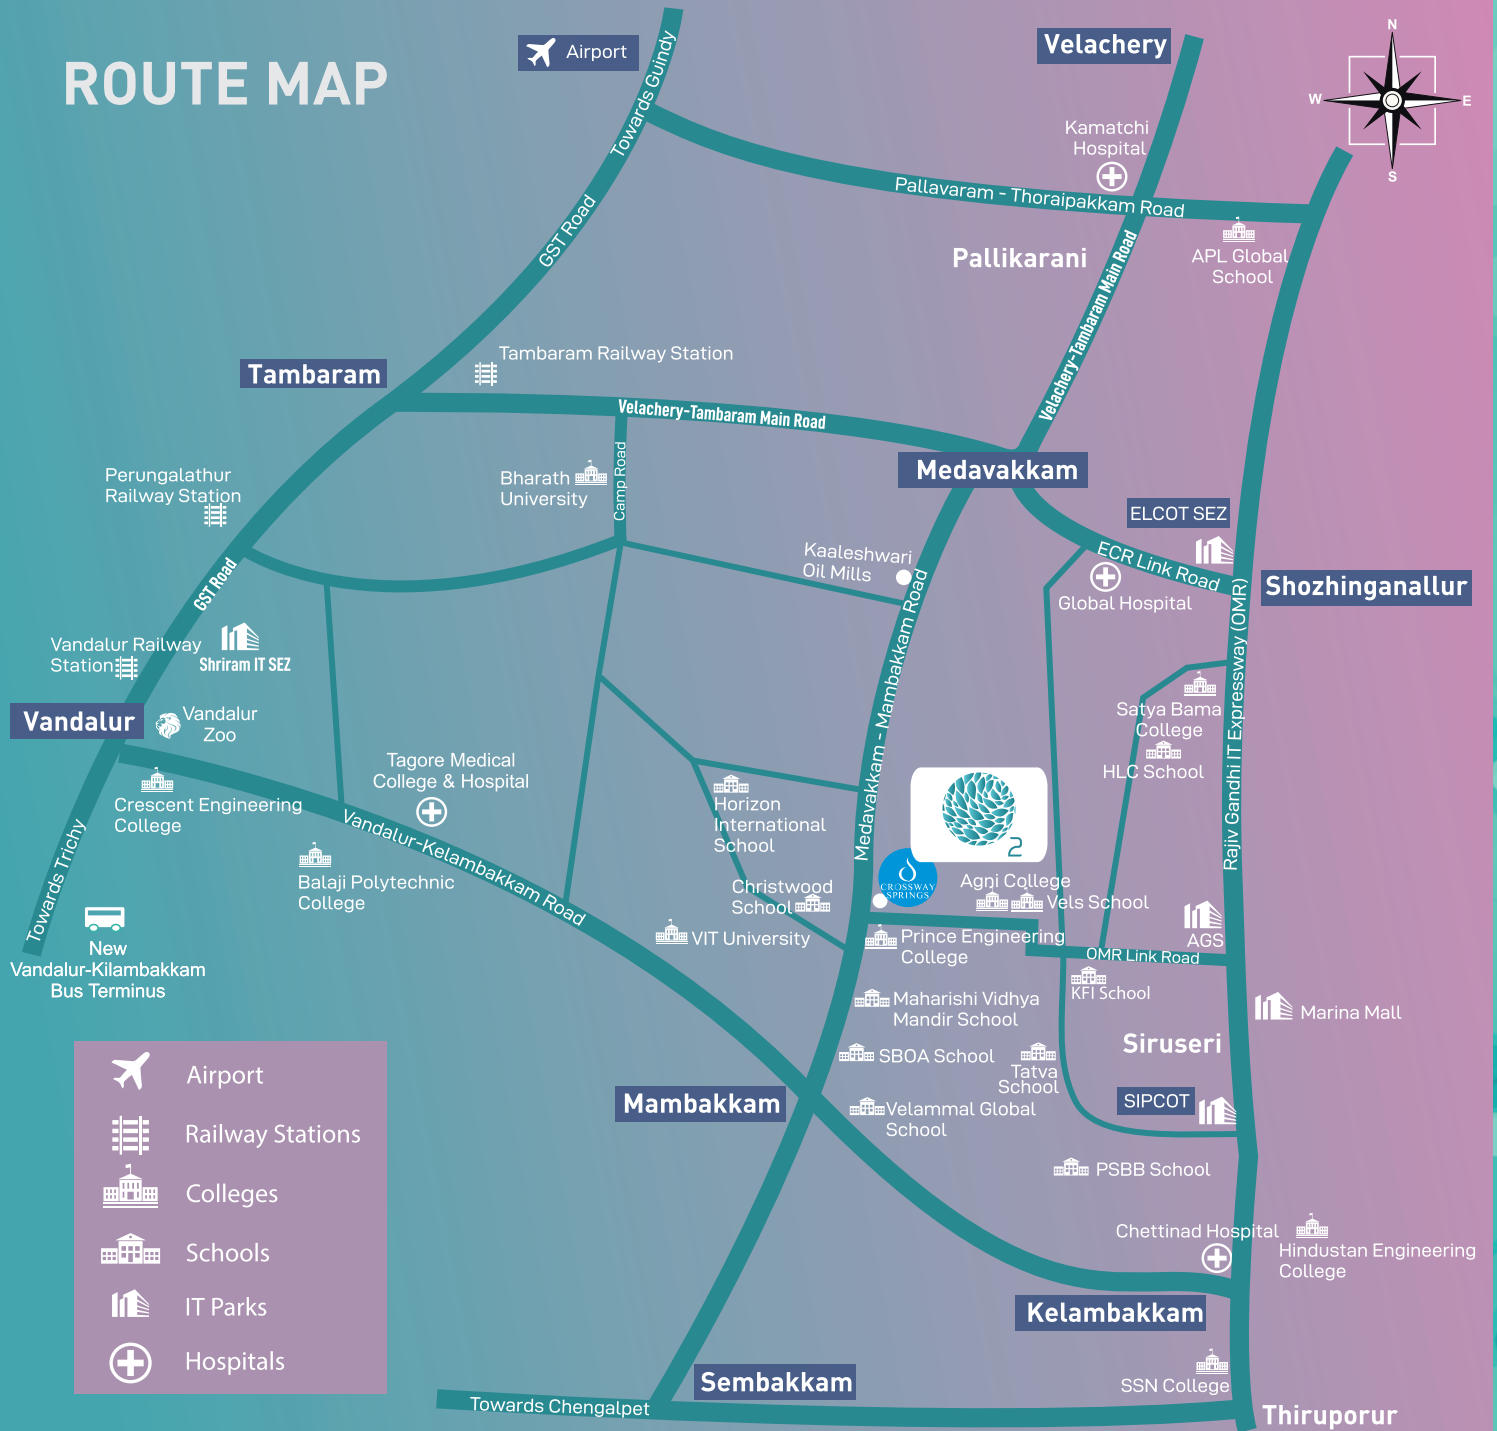 ROUTE MAP
Airport
Velachery
N
W
E
S
Towards Guindy
Kamatchi
Hospital
Pallavaram - Thoraipakkam Road
GST Road
Pallikarani
APL Global
School
Velachery-Tambaram Main Road
Tambaram Railway Station
Tambaram
Velachery-Tambaram Main Road
Medavakkam
Perungalathur
Railway Station
Bharath
University
Camp Road
ELCOT SEZ
Kaaleshwari
Oil Mills
ECR Link Road
Global Hospital
Shozhinganallur
GST Road
Vandalur Railway
Station
Shriram IT SEZ
Medavakkam - Mambakkam Road
Rajiv Gandhi IT Expressway (OMR)
Vandalur
Vandalur
Zoo
Satya Bama
College
HLC School
Tagore Medical
College & Hospital
Crescent Engineering
College
Horizon
International
School
2
Vandalur-Kelambakkam Road
Towards Trichy
Balaji Polytechnic
College
CROSSWAY
SPRINGS
Agni College
Vels School
Christwood
School
VIT University
Prince Engineering
College
AGS
OMR Link Road
New
Vandalur-Kilambakkam
Bus Terminus
KFI School
Maharishi Vidhya
Mandir School
Marina Mall
Siruseri
SBOA School
Tatva
School
Airport
Railway Stations
Colleges
Schools
IT Parks
Hospitals
Mambakkam
SIPCOT
Velammal Global
School
PSBB School
Chettinad Hospital
Hindustan Engineering
College
Kelambakkam
Sembakkam
SSN College
Towards Chengalpet
Thiruporur